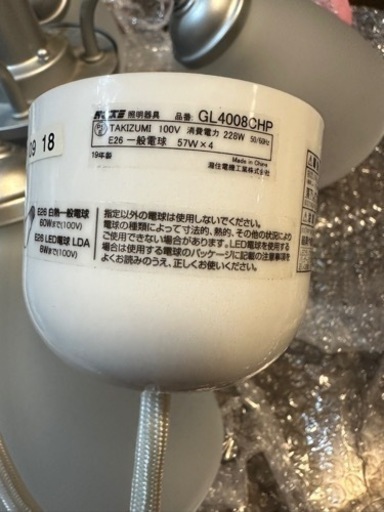 照明器具 品番: GL4008CHP
TAKIZUMI 100V 消費電力 228W 50/60Hz
E26 一般電球 57W×4
19年製 Made in China
瀧住電機工業株式会社
09 18
E26 白熱一般電球
60Wまで(100V)
E26 LED電球 LDA
8Wまで(100V)
指定以外の電球は使用しないでください。
電球の種類によって寸法的、熱的、その他の状況により
ご使用できない場合があります。LED電球を使用する
場合は使用する電球のパッケージに記載の注意事項を
よくお読みのうえ、正しくお使いください。